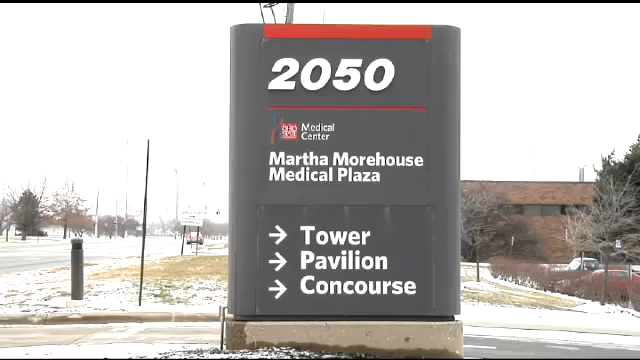 2050
Medical
Center
Martha Morehouse
Medical Plaza
→ Tower
→ Pavilion
→ Concourse